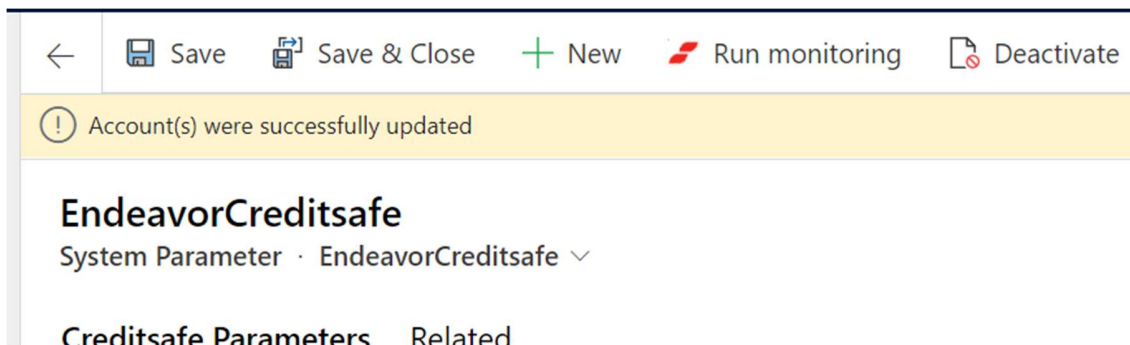 Save Save & Close New Run monitoring Deactivate
Account(s) were successfully updated
EndeavorCreditsafe
System Parameter · EndeavorCreditsafe
Creditsafe Parameters Related